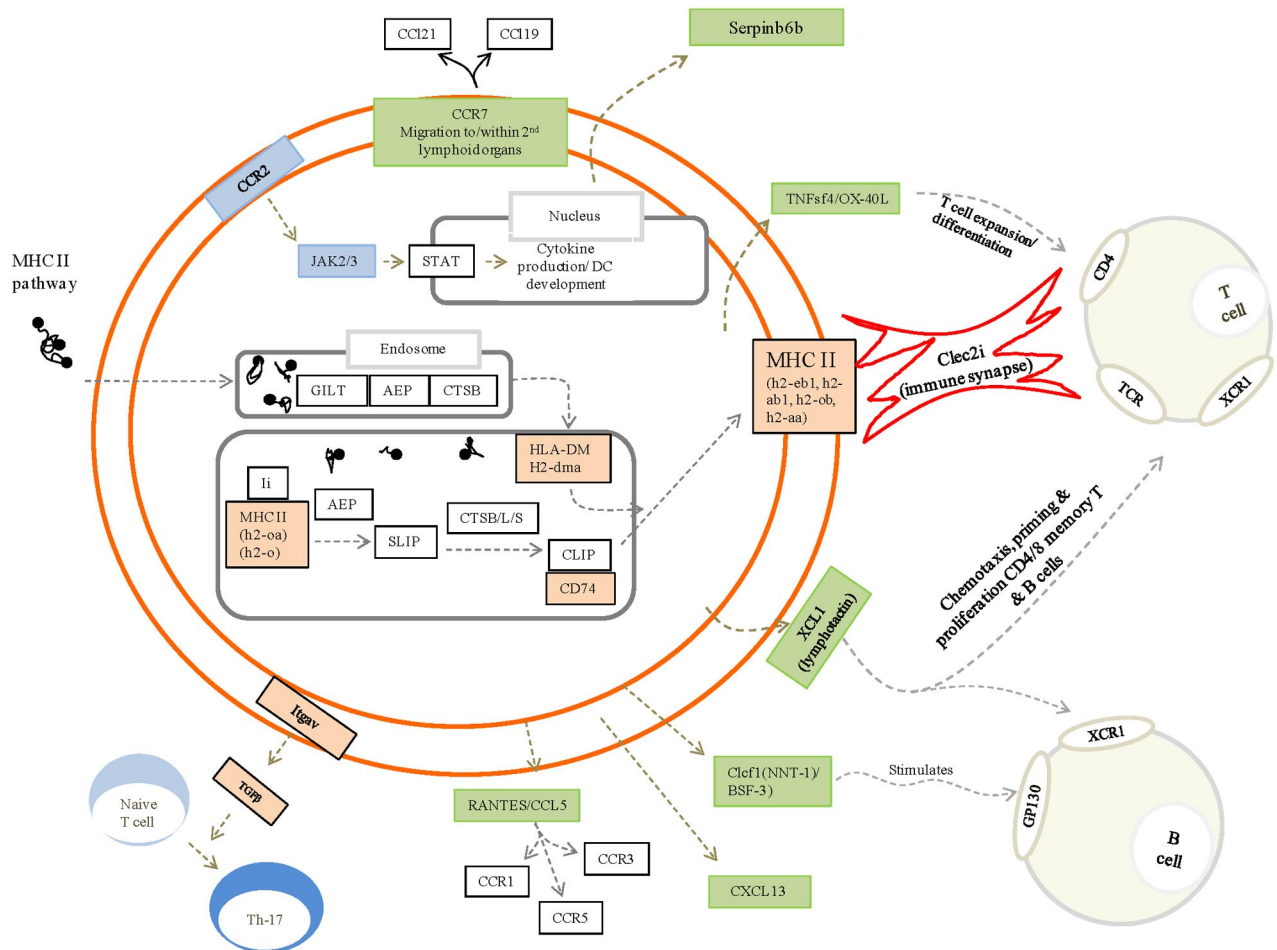 CCl21
CCl19
Serpinb6b
CCR7
Migration to/within 2nd
lymphoid organs
CCR2
TNFsf4/OX-40L
T cell expansion/
differentiation
Nucleus
JAK2/3
STAT
Cytokine
production/ DC
development
MHC II
pathway
CD4
T
cell
TCR
XCR1
Endosome
GILT
AEP
CTSB
MHC II
(h2-eb1, h2-
ab1, h2-ob,
h2-aa)
Clec2i
(immune synapse)
HLA-DM
H2-dma
Ii
MHC II
(h2-oa)
(h2-o)
AEP
SLIP
CTSB/L/S
CLIP
CD74
XCL1
(lymphotactin)
Chemotaxis, priming &
proliferation CD4/8 memory T
& B cells
Itgav
TGFβ
Naive
T cell
Th-17
RANTES/CCL5
CCR1
CCR3
CCR5
Clcf1(NNT-1)/
BSF-3)
Stimulates
CXCL13
XCR1
GP130
B
cell